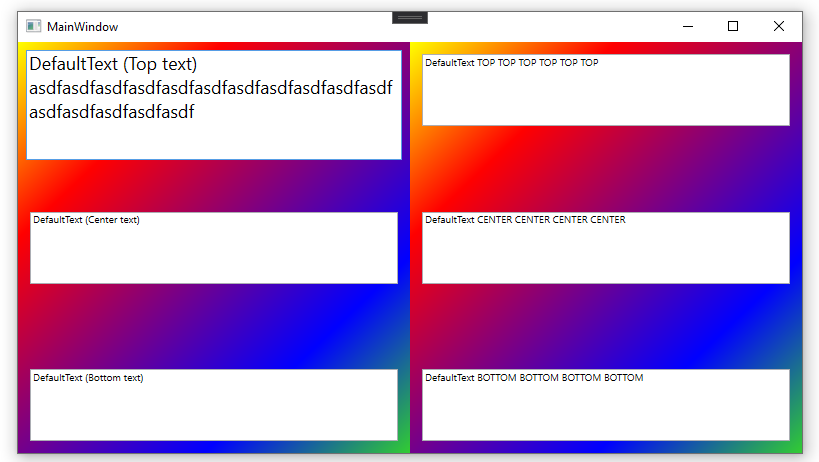 MainWindow
DefaultText (Top text)
asdfasdfasdfasdfasdfasdfasdfasdfasdfasdf
asdfasdfasdfasdfasdf
DefaultText (Center text)
DefaultText (Bottom text)
DefaultText TOP TOP TOP TOP TOP TOP
DefaultText CENTER CENTER CENTER CENTER
DefaultText BOTTOM BOTTOM BOTTOM BOTTOM